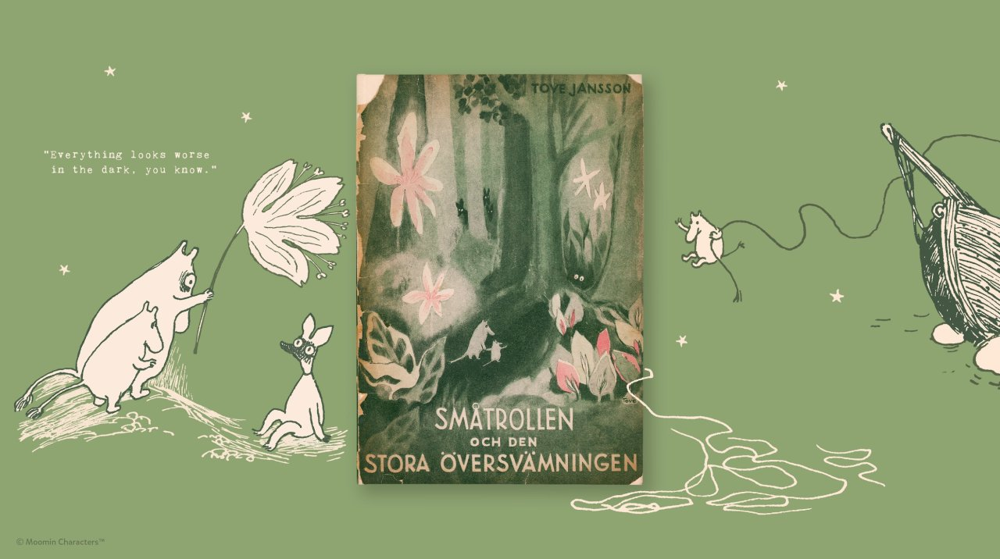 "Everything looks worse
in the dark, you know."
TOVE JANSSON
Tove
SMÅTROLLEN
OCH DEN
STORA ÖVERSVÄMNINGEN
© Moomin Characters™